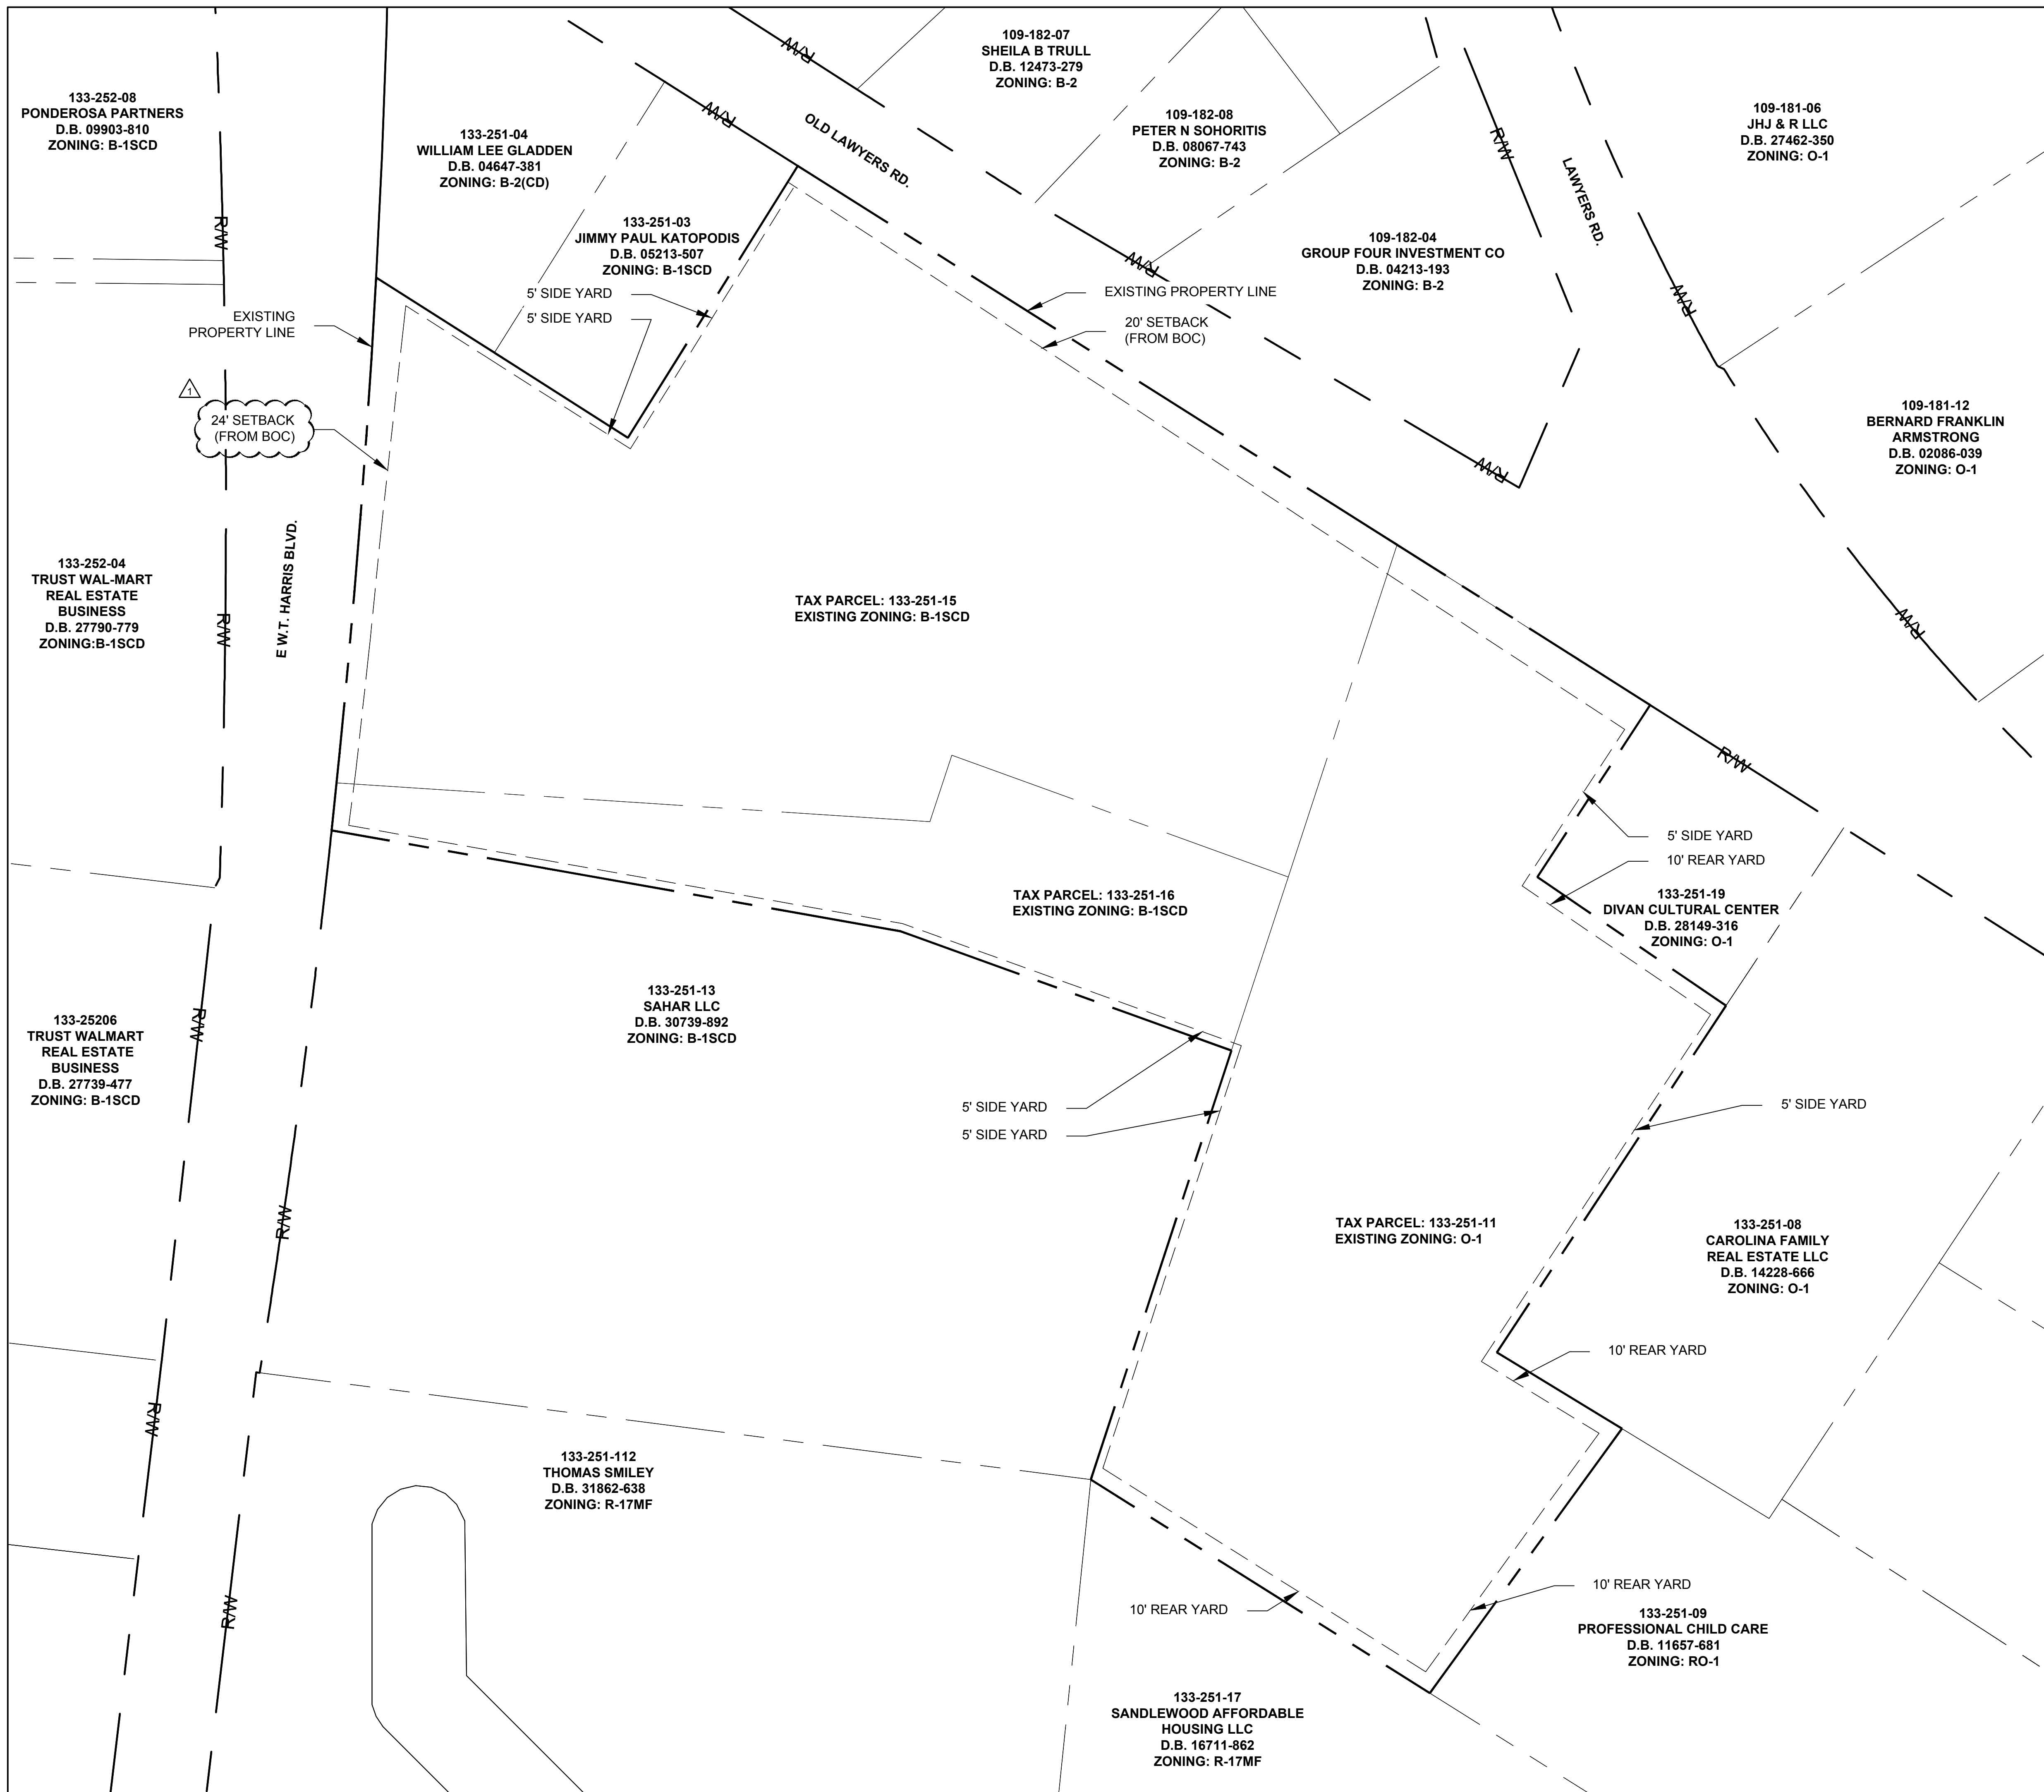 133-252-08
PONDEROSA PARTNERS
D.B. 09903-810
ZONING: B-1SCD
133-251-04
WILLIAM LEE GLADDEN
D.B. 04647-381
ZONING: B-2(CD)
R/W
R/W
OLD LAWYERS RD.
109-182-07
SHEILA B TRULL
D.B. 12473-279
ZONING: B-2
109-182-08
PETER N SOHORITIS
D.B. 08067-743
ZONING: B-2
R/W
LAWYERS RD.
109-181-06
JHJ & R LLC
D.B. 27462-350
ZONING: O-1
R/W
133-251-03
JIMMY PAUL KATOPODIS
D.B. 05213-507
ZONING: B-1SCD
5' SIDE YARD
5' SIDE YARD
R/W
109-182-04
GROUP FOUR INVESTMENT CO
D.B. 04213-193
ZONING: B-2
R/W
EXISTING PROPERTY LINE
20' SETBACK
(FROM BOC)
EXISTING
PROPERTY LINE
1
24' SETBACK
(FROM BOC)
R/W
109-181-12
BERNARD FRANKLIN
ARMSTRONG
D.B. 02086-039
ZONING: O-1
133-252-04
TRUST WAL-MART
REAL ESTATE
BUSINESS
D.B. 27790-779
ZONING:B-1SCD
R/W
E W.T. HARRIS BLVD.
TAX PARCEL: 133-251-15
EXISTING ZONING: B-1SCD
R/W
R/W
5' SIDE YARD
10' REAR YARD
133-251-19
DIVAN CULTURAL CENTER
D.B. 28149-316
ZONING: O-1
TAX PARCEL: 133-251-16
EXISTING ZONING: B-1SCD
133-251-13
SAHAR LLC
D.B. 30739-892
ZONING: B-1SCD
133-25206
TRUST WALMART
REAL ESTATE
BUSINESS
D.B. 27739-477
ZONING: B-1SCD
R/W
5' SIDE YARD
5' SIDE YARD
5' SIDE YARD
R/W
TAX PARCEL: 133-251-11
EXISTING ZONING: O-1
133-251-08
CAROLINA FAMILY
REAL ESTATE LLC
D.B. 14228-666
ZONING: O-1
10' REAR YARD
R/W
133-251-112
THOMAS SMILEY
D.B. 31862-638
ZONING: R-17MF
R/W
10' REAR YARD
10' REAR YARD
133-251-09
PROFESSIONAL CHILD CARE
D.B. 11657-681
ZONING: RO-1
133-251-17
SANDLEWOOD AFFORDABLE
HOUSING LLC
D.B. 16711-862
ZONING: R-17MF